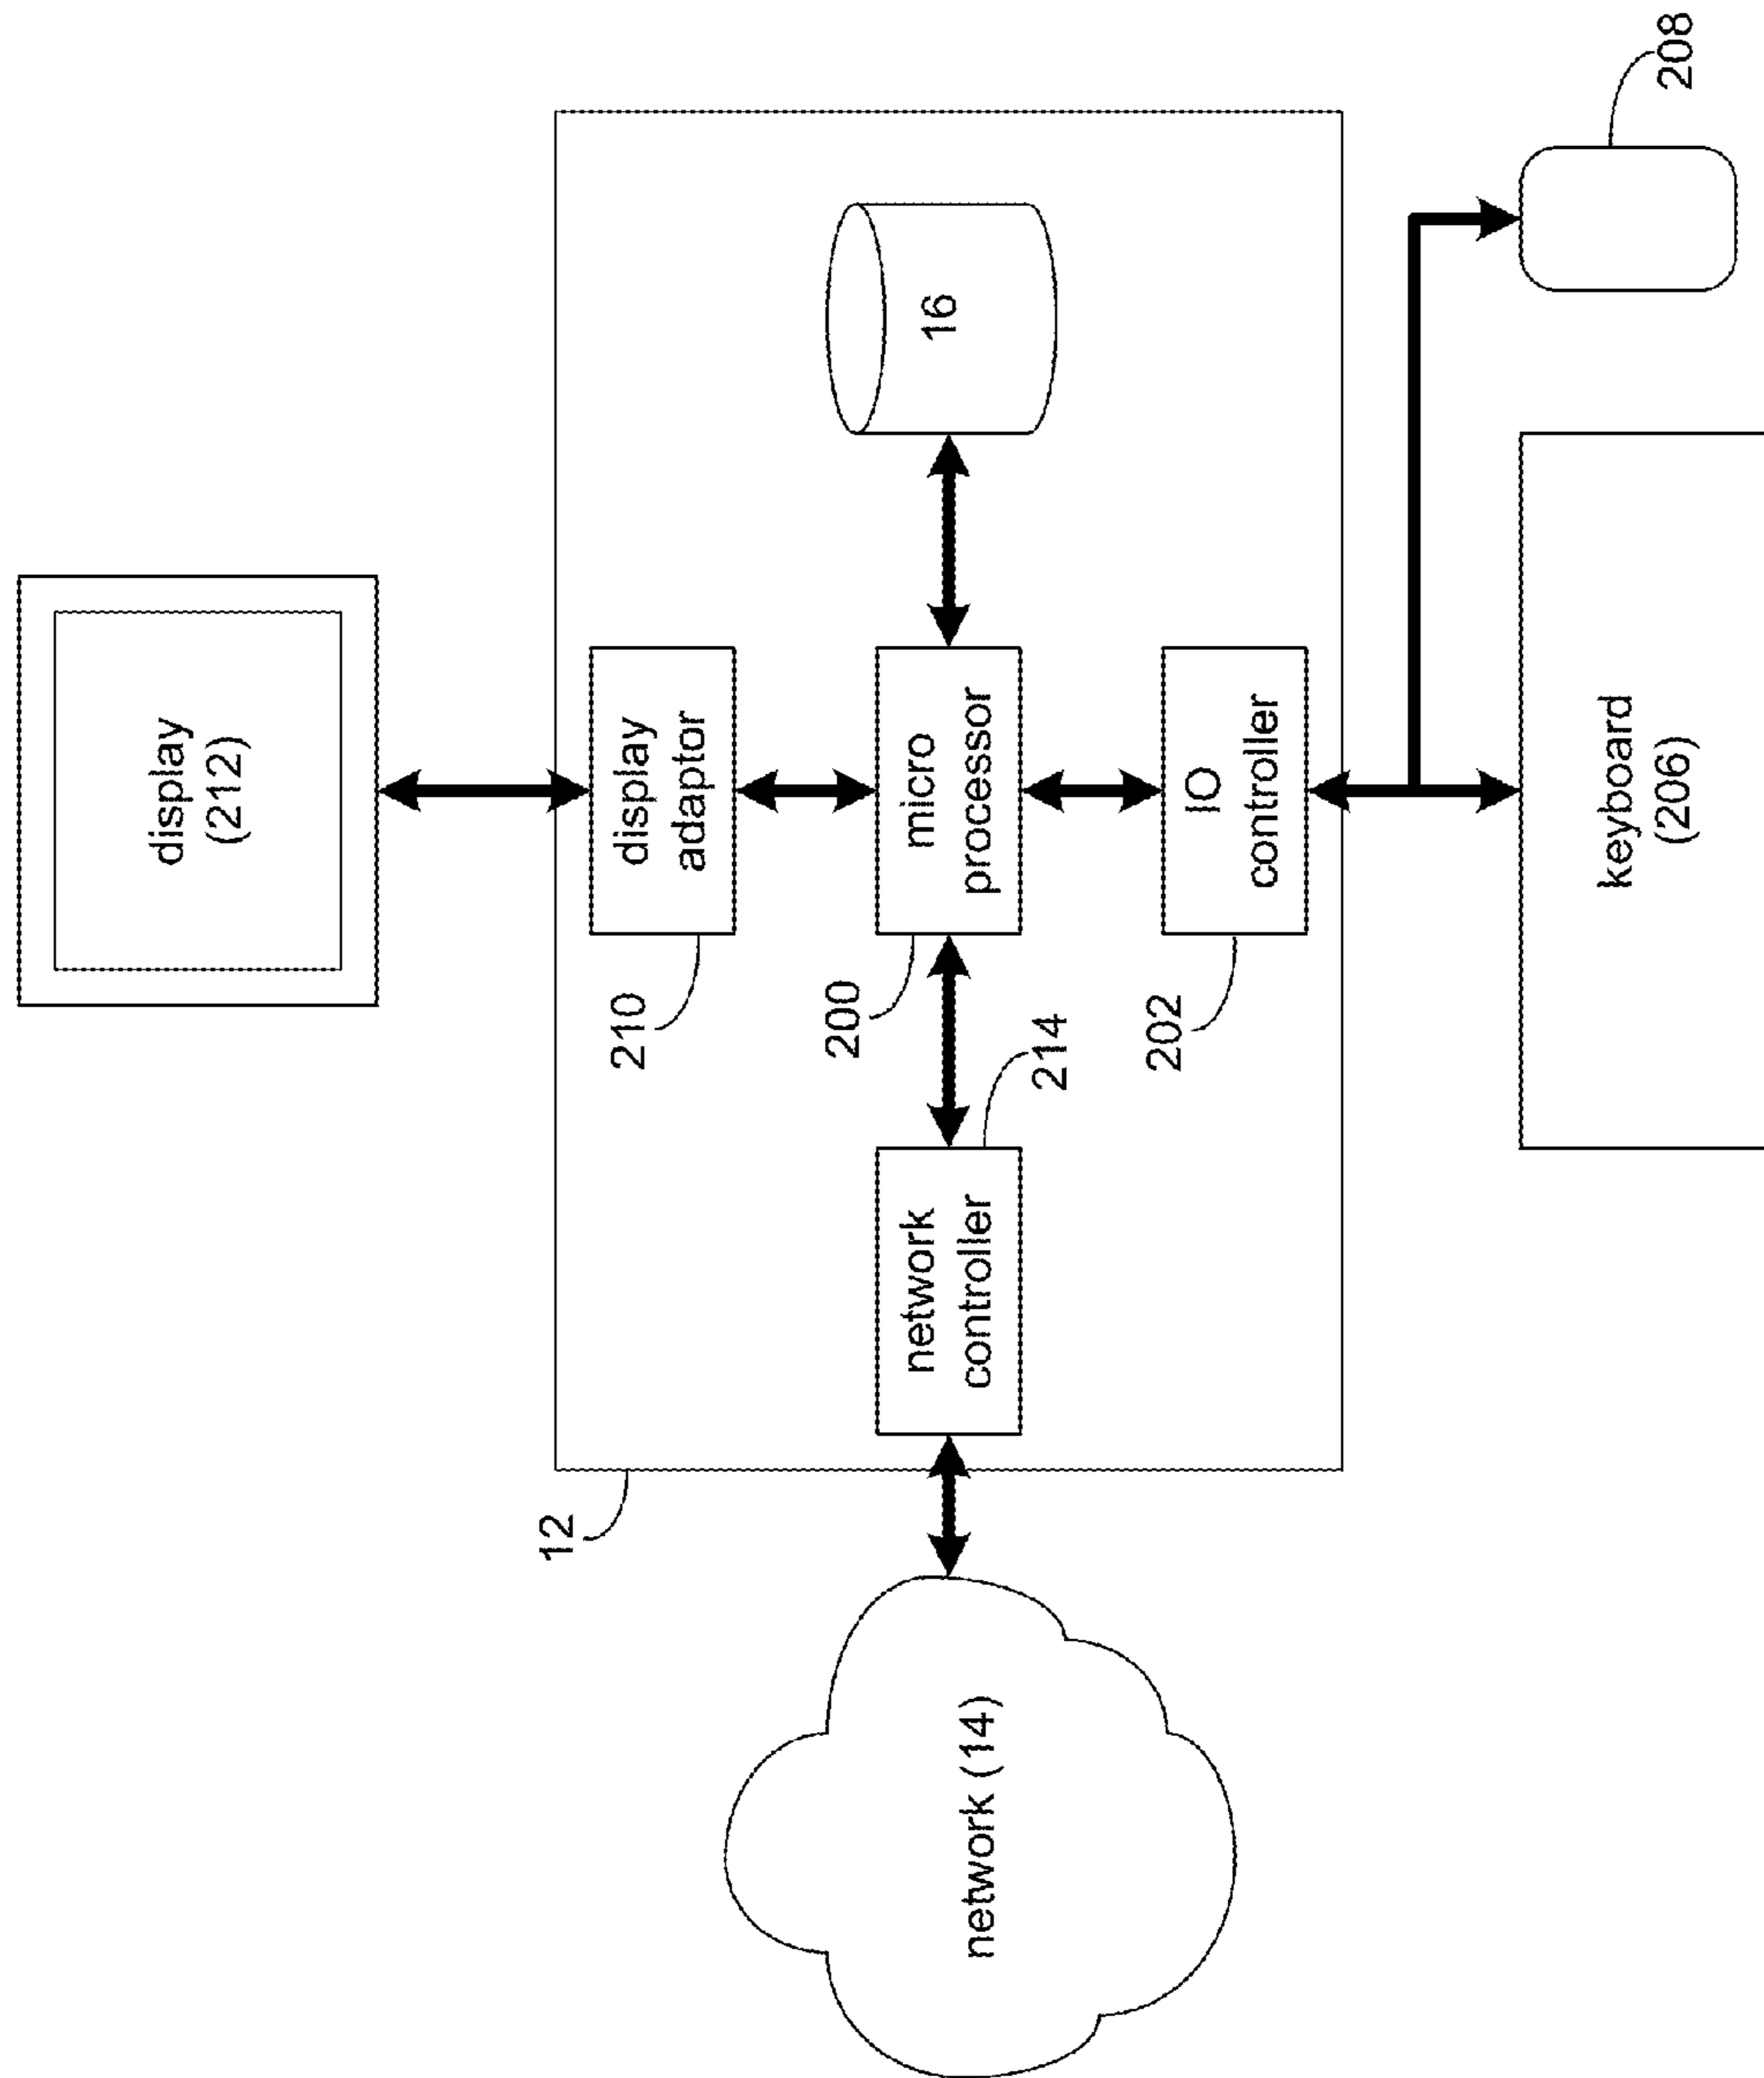 display
(212)
display
adaptor
210
micro
processor
200
16
network
controller
214
IO
controller
202
12
network (14)
keyboard
(206)
208